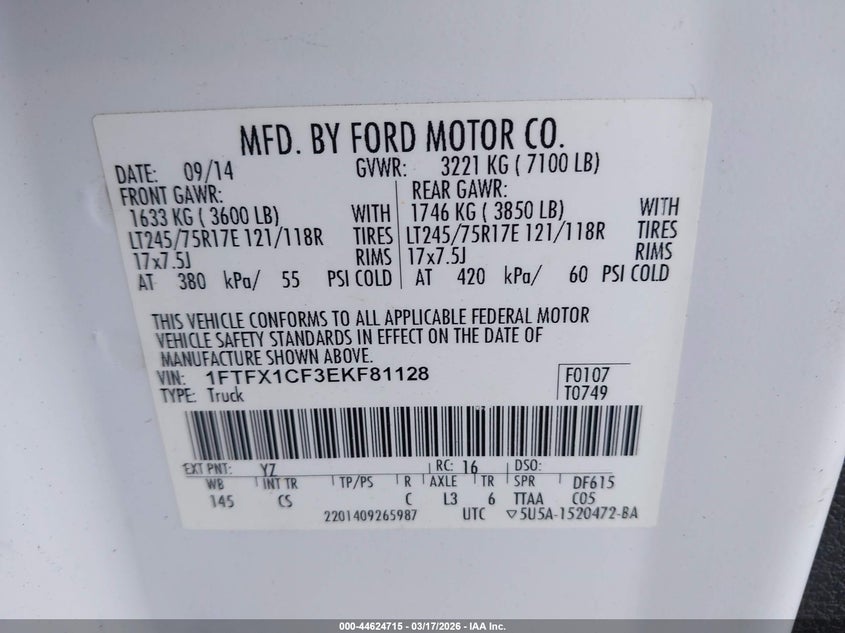 MFD. BY FORD MOTOR CO.
DATE: 09/14 GVWR: 3221 KG ( 7100 LB)
FRONT GAWR: REAR GAWR:
1633 KG ( 3600 LB) WITH 1746 KG ( 3850 LB) WITH
LT245/75R17E 121/118R TIRES LT245/75R17E 121/118R TIRES
17x7.5J RIMS 17x7.5J RIMS
AT 380 kPa/ 55 PSI COLD AT 420 kPa/ 60 PSI COLD
THIS VEHICLE CONFORMS TO ALL APPLICABLE FEDERAL MOTOR
VEHICLE SAFETY STANDARDS IN EFFECT ON THE DATE OF
MANUFACTURE SHOWN ABOVE.
VIN: 1FTFX1CF3EKF81128 F0107
TYPE: Truck T0749
EXT PNT: YZ RC: 16 DSO:
WB INT TR TP/PS R AXLE TR SPR DF615
145 CS C L3 6 TTAA C05
2201409265987 UTC ▽5U5A-1520472-BA
000-44624715 - 03/17/2026 - IAA Inc.